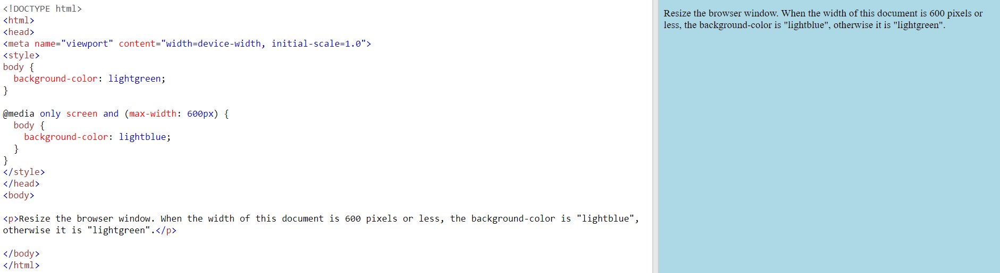 <!DOCTYPE html>
<html>
<head>
<meta name="viewport" content="width=device-width, initial-scale=1.0">
<style>
body {
  background-color: lightgreen;
}

@media only screen and (max-width: 600px) {
  body {
    background-color: lightblue;
  }
}
</style>
</head>
<body>

<p>Resize the browser window. When the width of this document is 600 pixels or less, the background-color is "lightblue",
otherwise it is "lightgreen".</p>

</body>
</html>
Resize the browser window. When the width of this document is 600 pixels or
less, the background-color is "lightblue", otherwise it is "lightgreen".